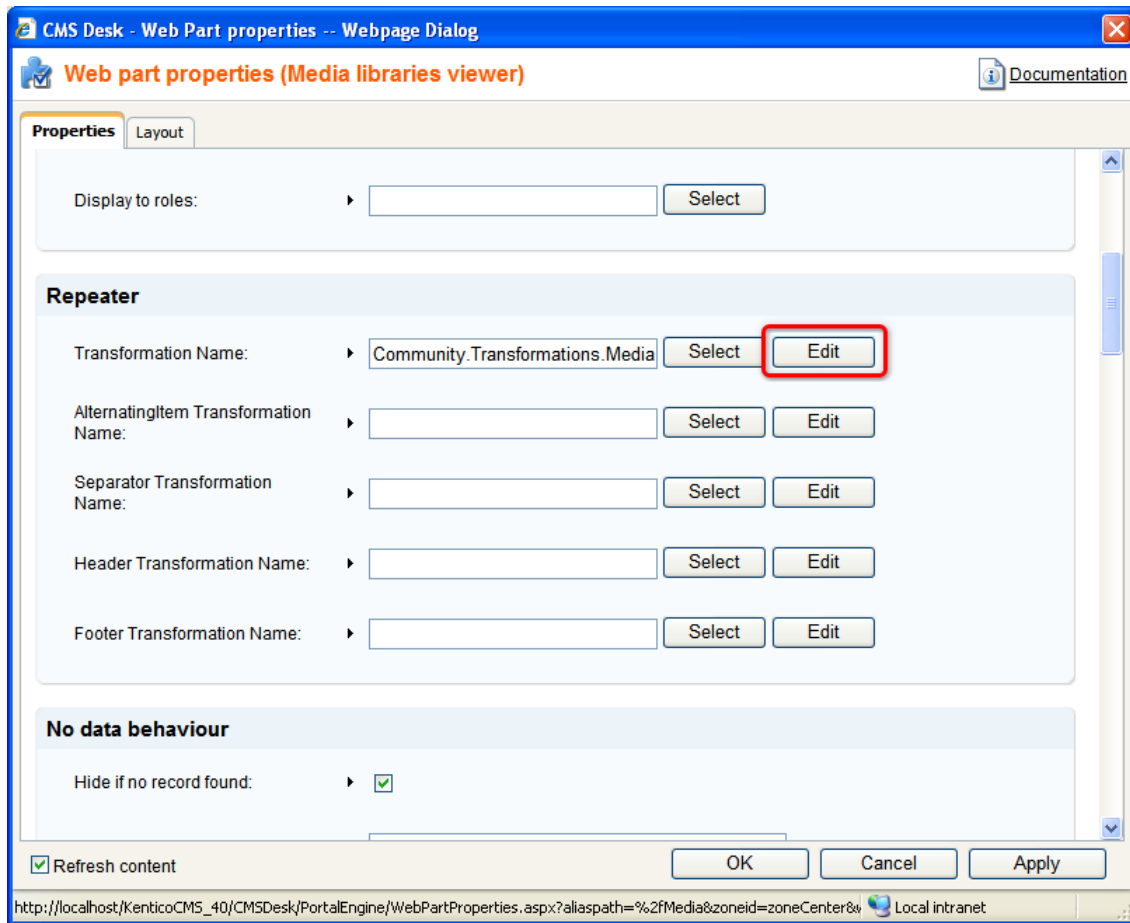 CMS Desk - Web Part properties -- Webpage Dialog
Web part properties (Media libraries viewer)
Documentation
Properties
Layout
Display to roles:
Select
Repeater
Transformation Name:
Community.Transformations.Media
Select
Edit
AlternatingItem Transformation
Name:
Select
Edit
Separator Transformation
Name:
Select
Edit
Header Transformation Name:
Select
Edit
Footer Transformation Name:
Select
Edit
No data behaviour
Hide if no record found:
Refresh content
OK
Cancel
Apply
http://localhost/KenticoCMS_40/CMSDesk/PortalEngine/WebPartProperties.aspx?aliaspath=%2fMedia&zoneid=zoneCenter&
Local intranet